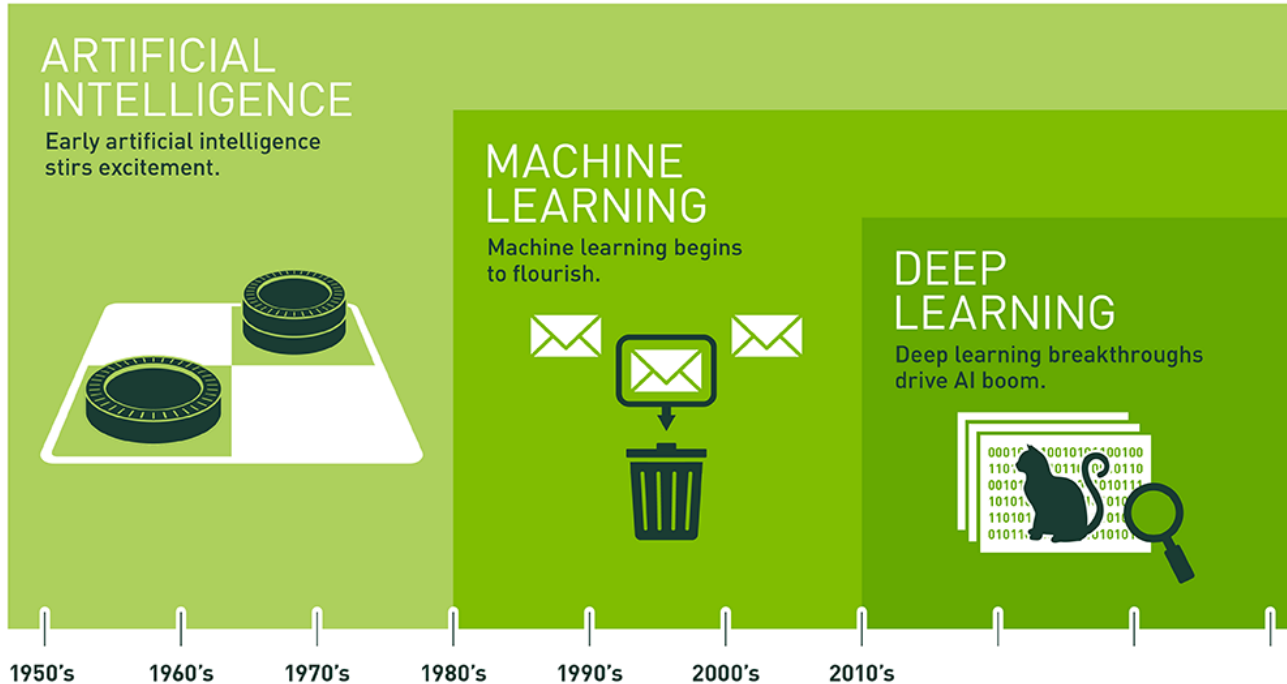 ARTIFICIAL
INTELLIGENCE
Early artificial intelligence
stirs excitement.
MACHINE
LEARNING
Machine learning begins
to flourish.
DEEP
LEARNING
Deep learning breakthroughs
drive AI boom.
1950's
1960's
1970's
1980's
1990's
2000's
2010's